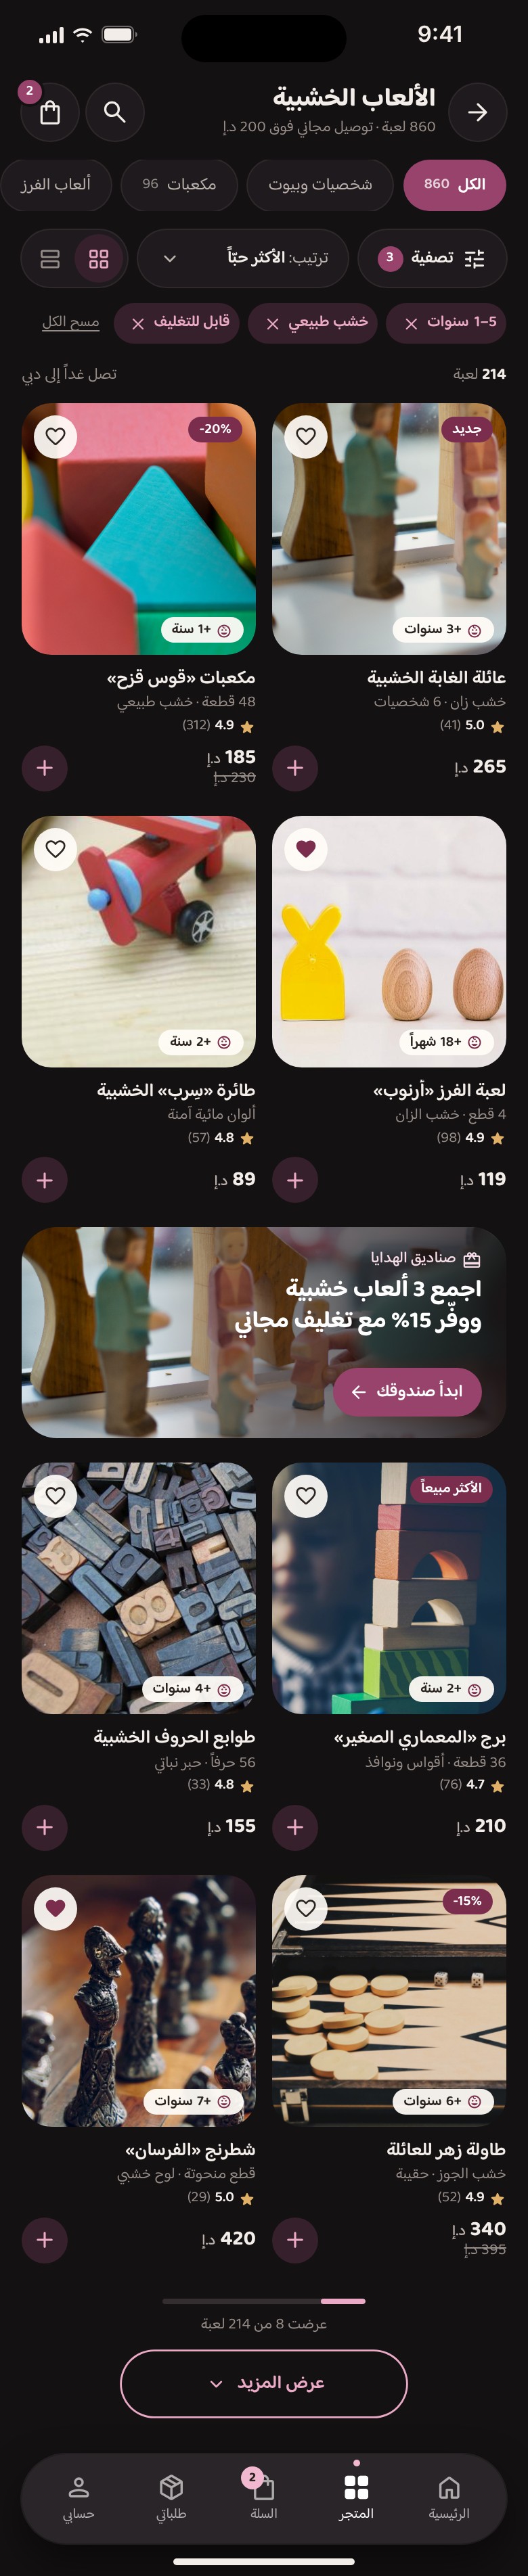 9:41
الألعاب الخشبية
860 لعبة · توصيل مجاني فوق 200 د.إ
2
الكل 860
شخصيات وبيوت
مكعبات 96
ألعاب الفرز
تصفية 3
ترتيب: الأكثر حبّاً
1–5 سنوات
خشب طبيعي
قابل للتغليف
مسح الكل
214 لعبة
تصل غداً إلى دبي
جديد
+3 سنوات
عائلة الغابة الخشبية
خشب زان · 6 شخصيات
5.0 (41)
265 د.إ
-20%
+1 سنة
مكعبات «قوس قزح»
48 قطعة · خشب طبيعي
4.9 (312)
185 د.إ
230 د.إ
+18 شهراً
لعبة الفرز «أرنوب»
4 قطع · خشب الزان
4.9 (98)
119 د.إ
+2 سنة
طائرة «سِرب» الخشبية
ألوان مائية آمنة
4.8 (57)
89 د.إ
صناديق الهدايا
اجمع 3 ألعاب خشبية
ووفّر 15% مع تغليف مجاني
ابدأ صندوقك
الأكثر مبيعاً
+2 سنة
برج «المعماري الصغير»
36 قطعة · أقواس ونوافذ
4.7 (76)
210 د.إ
+4 سنوات
طوابع الحروف الخشبية
56 حرفاً · حبر نباتي
4.8 (33)
155 د.إ
-15%
+6 سنوات
طاولة زهر للعائلة
خشب الجوز · حقيبة
4.9 (52)
340 د.إ
395 د.إ
+7 سنوات
شطرنج «الفرسان»
قطع منحوتة · لوح خشبي
5.0 (29)
420 د.إ
عرضت 8 من 214 لعبة
عرض المزيد
الرئيسية
المتجر
2
السلة
طلباتي
حسابي